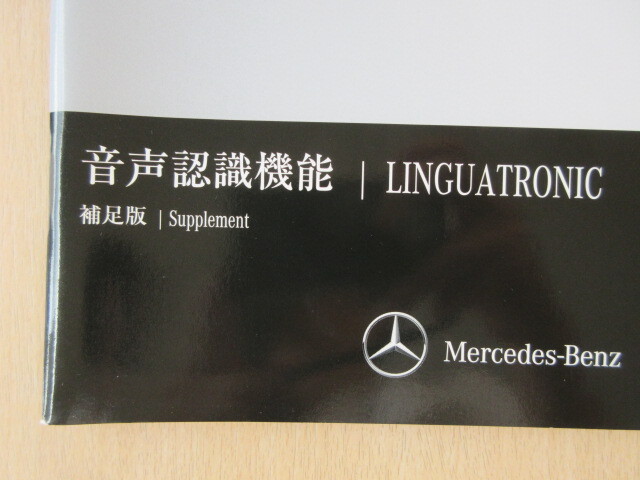 音声認識機能 | LINGUATRONIC
補足版 | Supplement
Mercedes-Benz